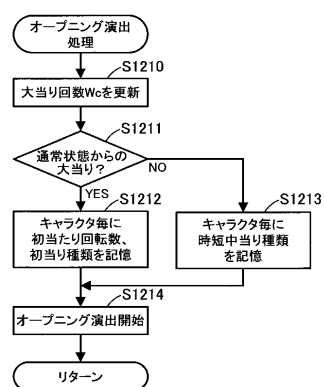 オープニング演出
処理
S1210
大当り回数Wcを更新
S1211
通常状態からの
大当り?
NO
YES
S1212
キャラクタ毎に
初当たり回転数、
初当り種類を記憶
S1213
キャラクタ毎に
時短中当り種類
を記憶
S1214
オープニング演出開始
リターン